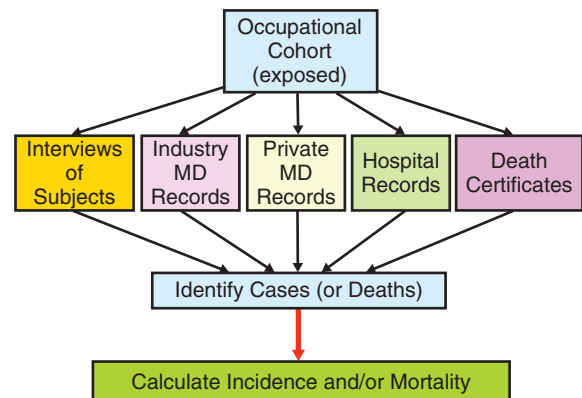 Occupational
Cohort
(exposed)
Interviews
of
Subjects
Industry
MD
Records
Private
MD
Records
Hospital
Records
Death
Certificates
Identify Cases (or Deaths)
Calculate Incidence and/or Mortality